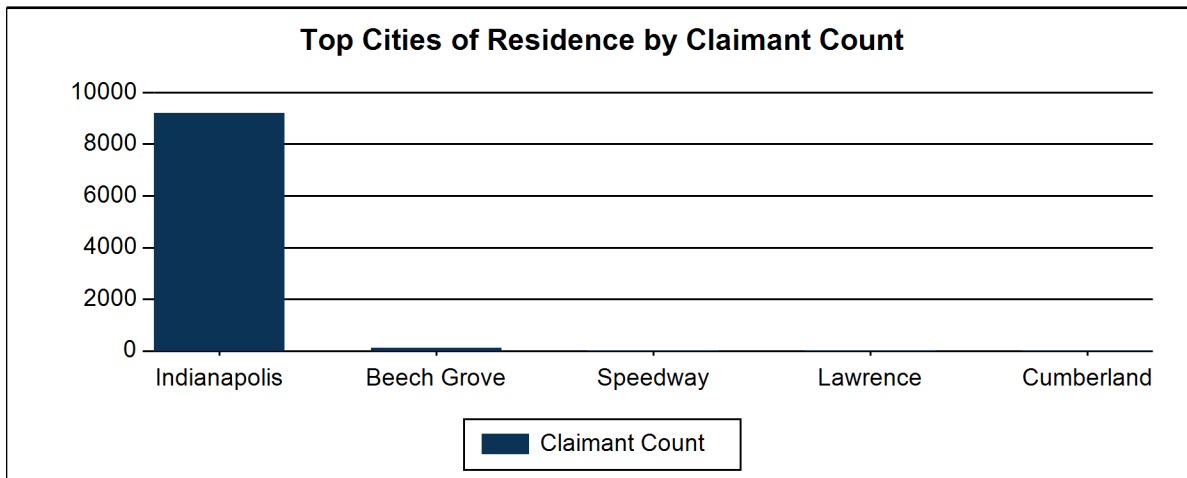 Top Cities of Residence by Claimant Count
10000
8000
6000
4000
2000
0
Indianapolis Beech Grove Speedway Lawrence Cumberland
Claimant Count